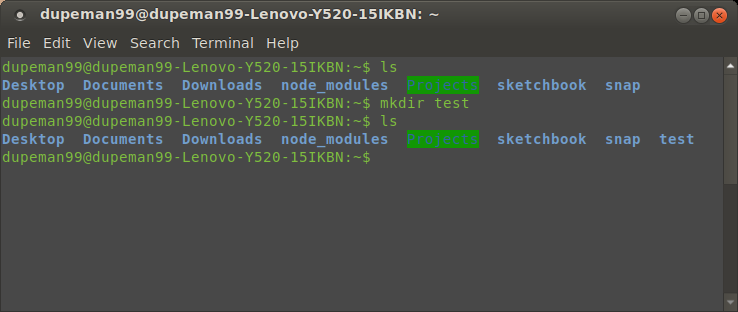 dupeman99@dupeman99-Lenovo-Y520-15IKBN: ~
File Edit View Search Terminal Help
dupeman99@dupeman99-Lenovo-Y520-15IKBN:~$ ls
Desktop Documents Downloads node_modules Projects sketchbook snap
dupeman99@dupeman99-Lenovo-Y520-15IKBN:~$ mkdir test
dupeman99@dupeman99-Lenovo-Y520-15IKBN:~$ ls
Desktop Documents Downloads node_modules Projects sketchbook snap test
dupeman99@dupeman99-Lenovo-Y520-15IKBN:~$